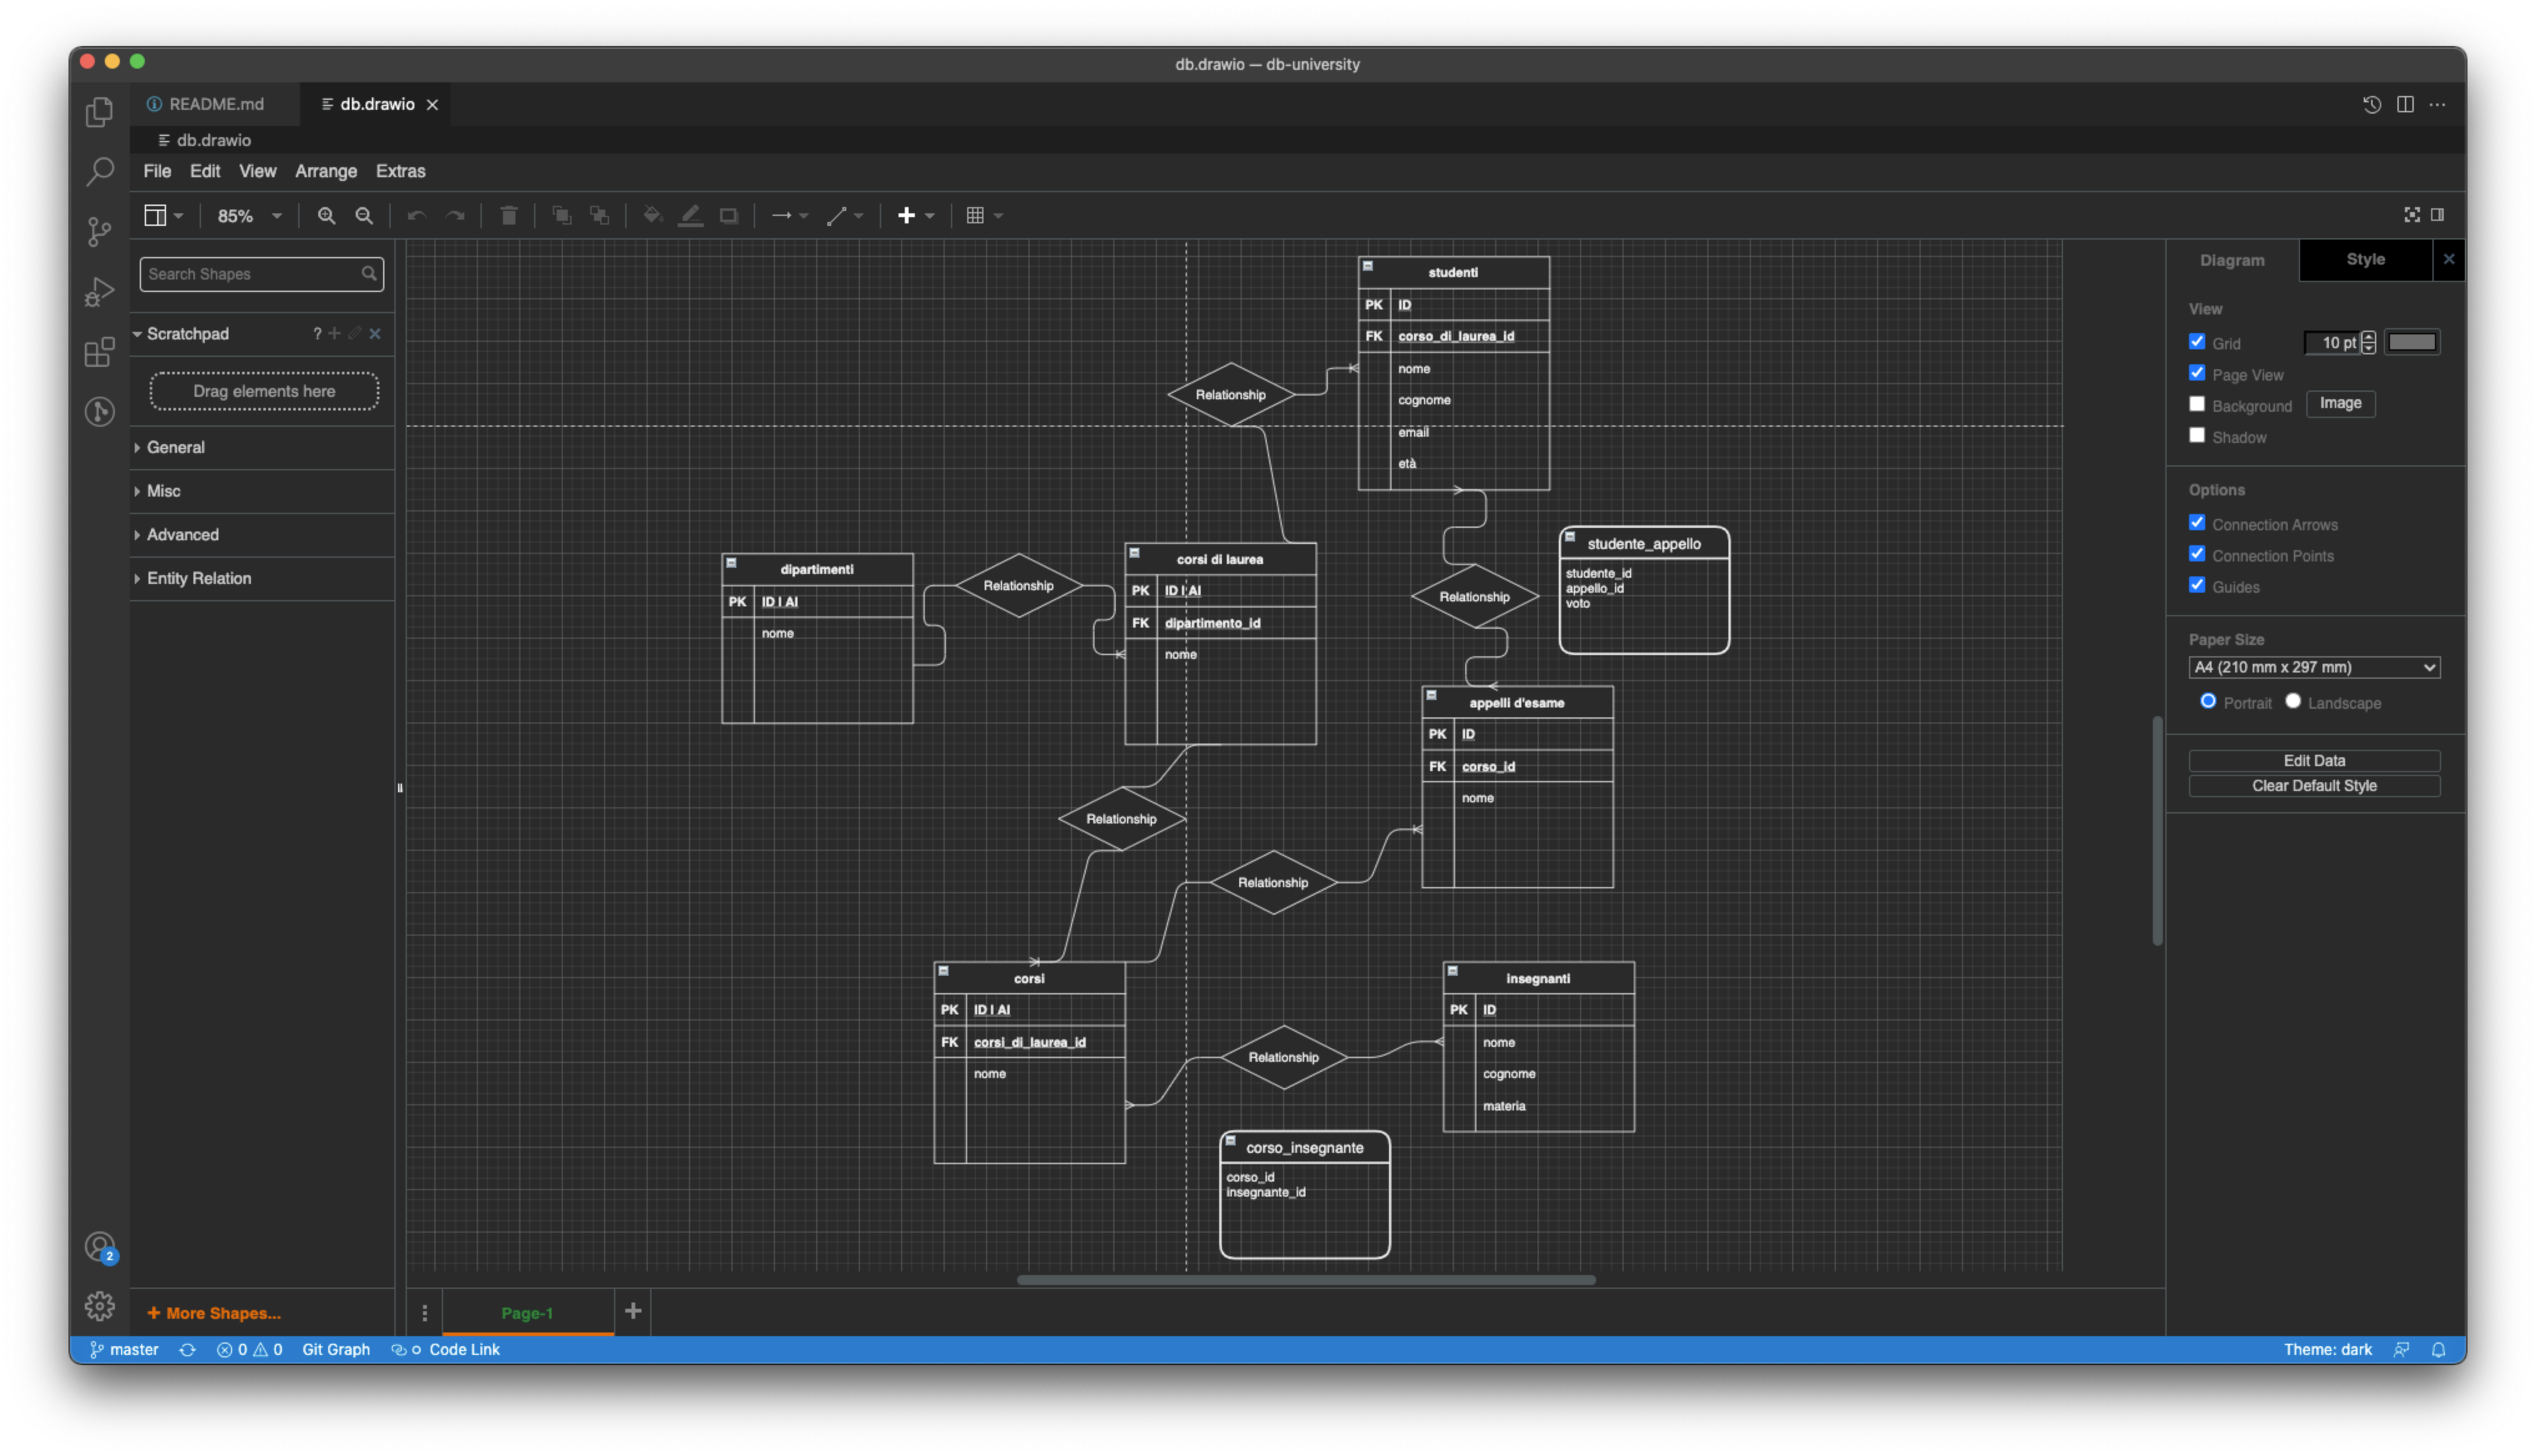 db.drawio — db-university
README.md
db.drawio
db.drawio
File Edit View Arrange Extras
85%
Search Shapes
Scratchpad ?
Drag elements here
General
Misc
Advanced
Entity Relation
+ More Shapes...
studenti
PK ID
FK corso_di_laurea_id
nome
cognome
email
età
Relationship
dipartimenti
PK ID | AI
nome
Relationship
corsi di laurea
PK ID | AI
FK dipartimento_id
nome
Relationship
studente_appello
studente_id
appello_id
voto
appelli d'esame
PK ID
FK corso_id
nome
Relationship
Relationship
corsi
PK ID | AI
FK corsi_di_laurea_id
nome
Relationship
insegnanti
PK ID
nome
cognome
materia
corso_insegnante
corso_id
insegnante_id
Page-1
Diagram Style
View
Grid 10 pt
Page View
Background Image
Shadow
Options
Connection Arrows
Connection Points
Guides
Paper Size
A4 (210 mm x 297 mm)
Portrait Landscape
Edit Data
Clear Default Style
2
master 0 0 Git Graph Code Link Theme: dark